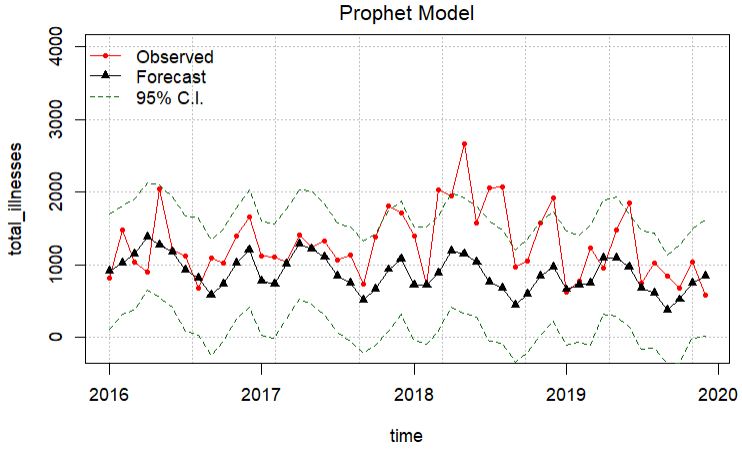 Prophet Model
4000
3000
2000
1000
0
total_illnesses
Observed
Forecast
95% C.I.
2016
2017
2018
2019
2020
time